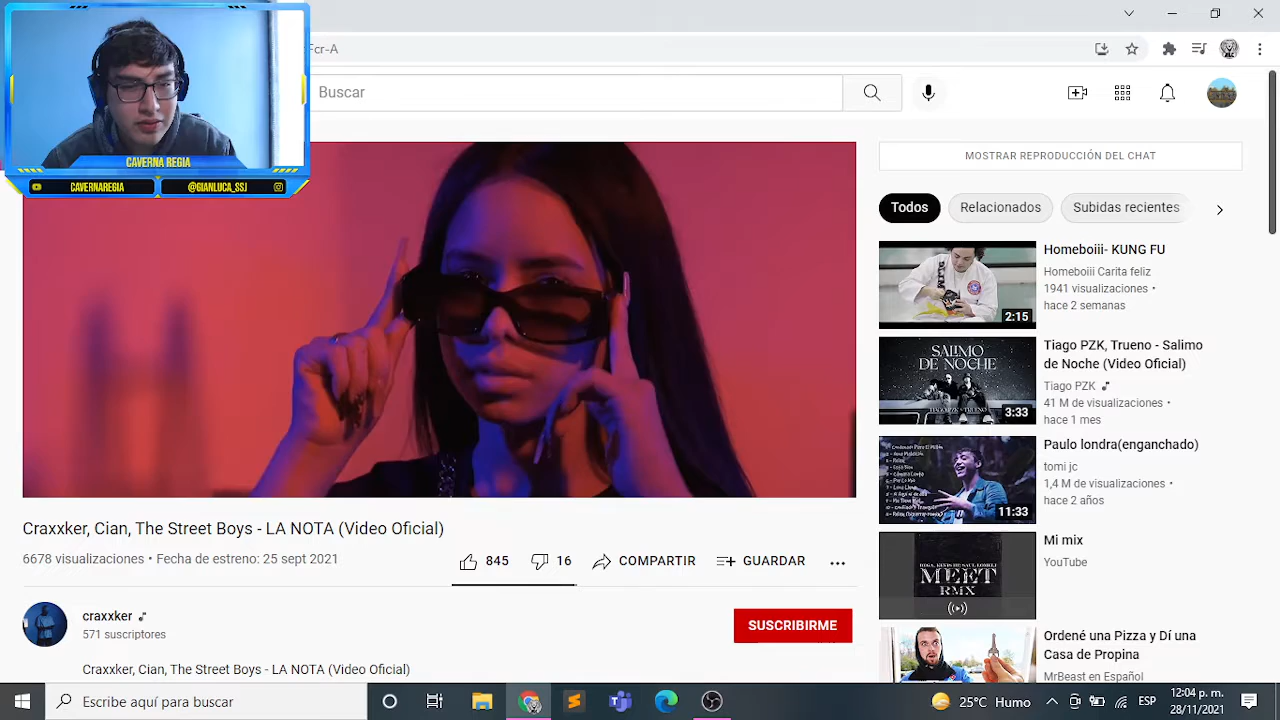 CAVERNA REGIA
CAVERNAREGIA
@GIANLUCA_SSJ
Fcr-A
Buscar
MOSTRAR REPRODUCCIÓN DEL CHAT
Todos
Relacionados
Subidas recientes
Homeboiii- KUNG FU
Homeboiii Carita feliz
1941 visualizaciones •
hace 2 semanas
2:15
Tiago PZK, Trueno - Salimo
de Noche (Video Oficial)
Tiago PZK
41 M de visualizaciones •
hace 1 mes
SALIMO
DE NOCHE
3:33
Paulo londra(enganchado)
tomi jc
1,4 M de visualizaciones •
hace 2 años
11:33
Mi mix
YouTube
MEET
RMX
Ordené una Pizza y Dí una
Casa de Propina
MrBeast en Español
Craxxker, Cian, The Street Boys - LA NOTA (Video Oficial)
6678 visualizaciones • Fecha de estreno: 25 sept 2021
845
16
COMPARTIR
GUARDAR
craxxker
571 suscriptores
SUSCRIBIRME
Craxxker, Cian, The Street Boys - LA NOTA (Video Oficial)
Escribe aquí para buscar
25°C Humo
ESP
12:04 p. m.
28/11/2021